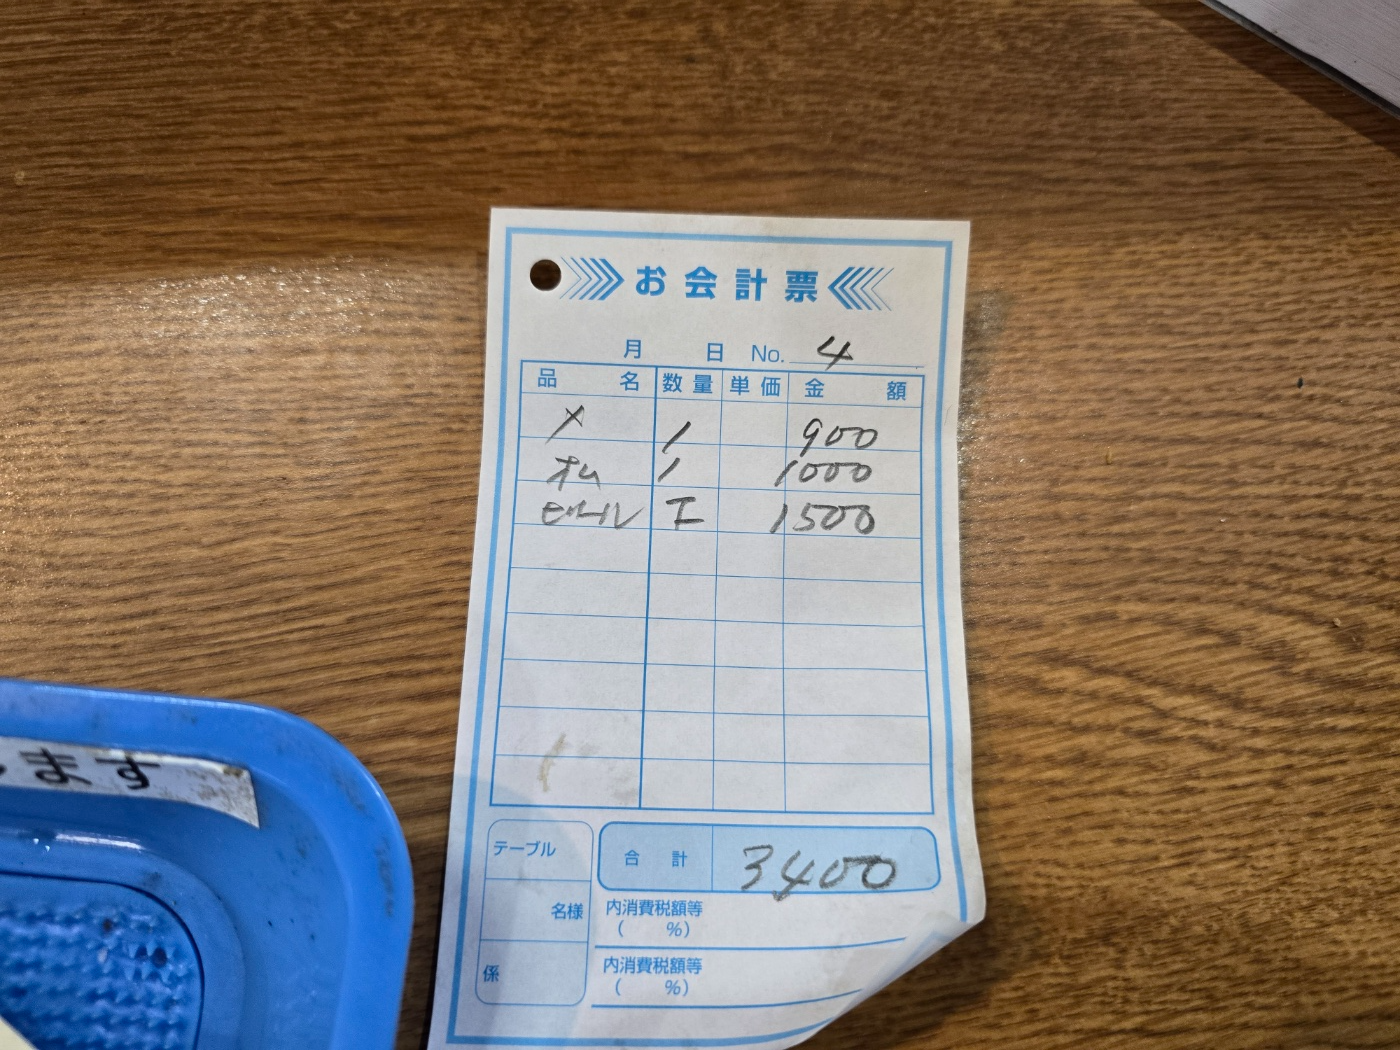 お会計票
月 日 No. 4
品名 数量 単価 金額
メ 1 900
オム 1 1000
ビール T 1500
テーブル
合計 3400
名様
内消費税額等
( %)
係
内消費税額等
( %)
ます